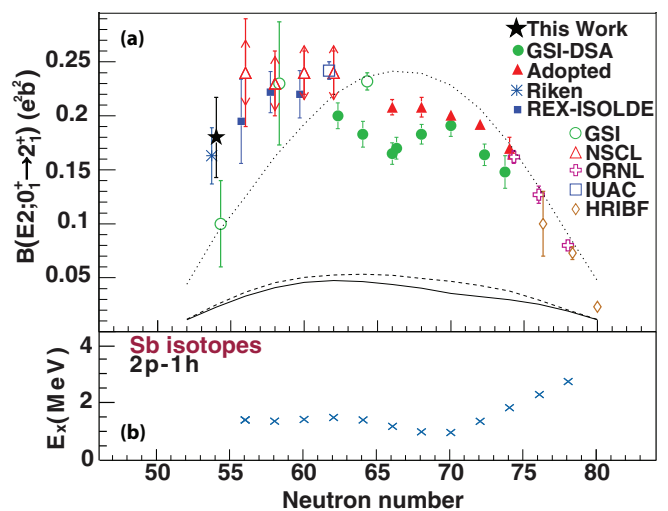 (a)
This Work
GSI-DSA
Adopted
Riken
REX-ISOLDE
GSI
NSCL
ORNL
IUAC
HRIBF
B(E2;0₁⁺→2₁⁺) (e²b²)
0.25
0.2
0.15
0.1
0.05
Sb isotopes
2p-1h
(b)
Eₓ(MeV)
4
2
0
50 55 60 65 70 75 80
Neutron number